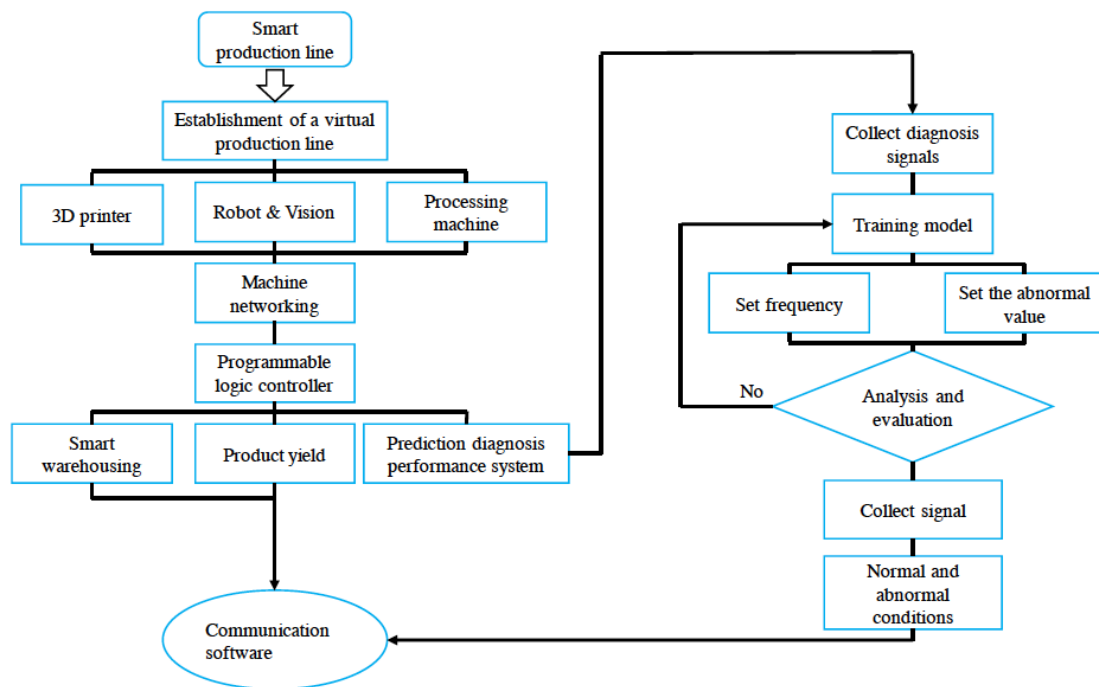 Smart
production line
Establishment of a virtual
production line
3D printer
Robot & Vision
Processing
machine
Machine
networking
Programmable
logic controller
Smart
warehousing
Product yield
Prediction diagnosis
performance system
Communication
software
Collect diagnosis
signals
Training model
Set frequency
Set the abnormal
value
No
Analysis and
evaluation
Collect signal
Normal and
abnormal
conditions